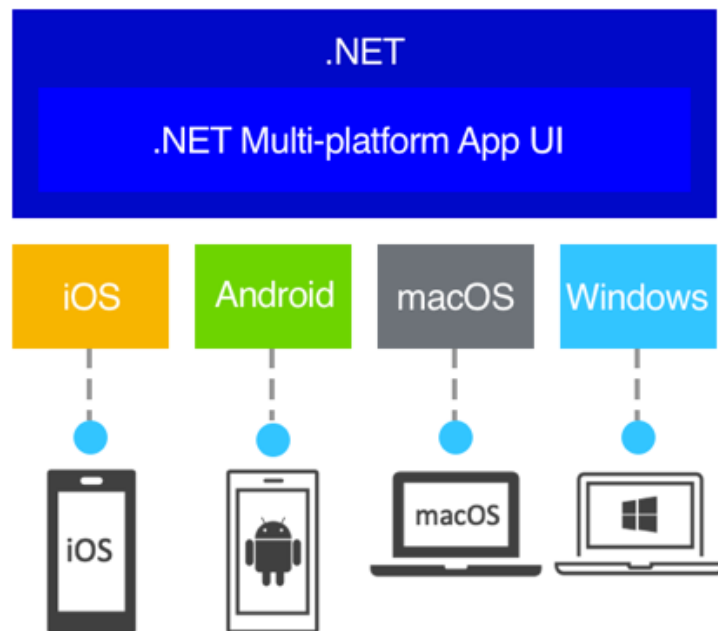 .NET
.NET Multi-platform App UI
iOS
Android
macOS
Windows
iOS
macOS